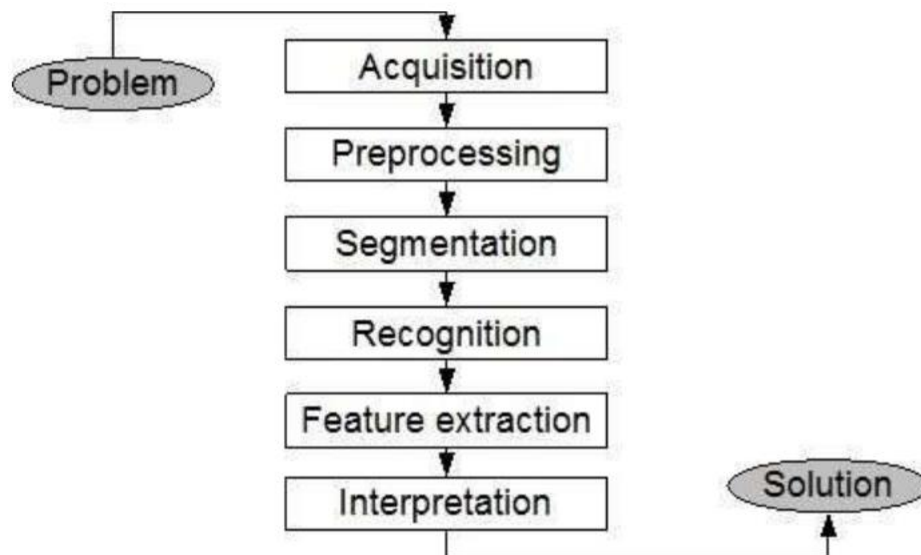 Problem
Acquisition
Preprocessing
Segmentation
Recognition
Feature extraction
Interpretation
Solution